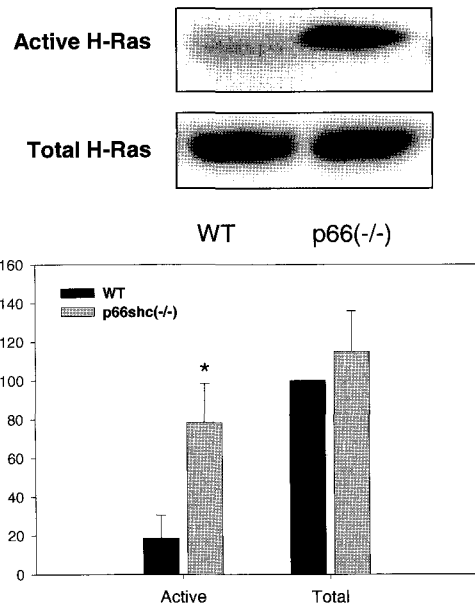 Active H-Ras
Total H-Ras
WT p66(-/-)
160
140
120
100
80
60
40
20
0
WT
p66shc(-/-)
*
Active Total